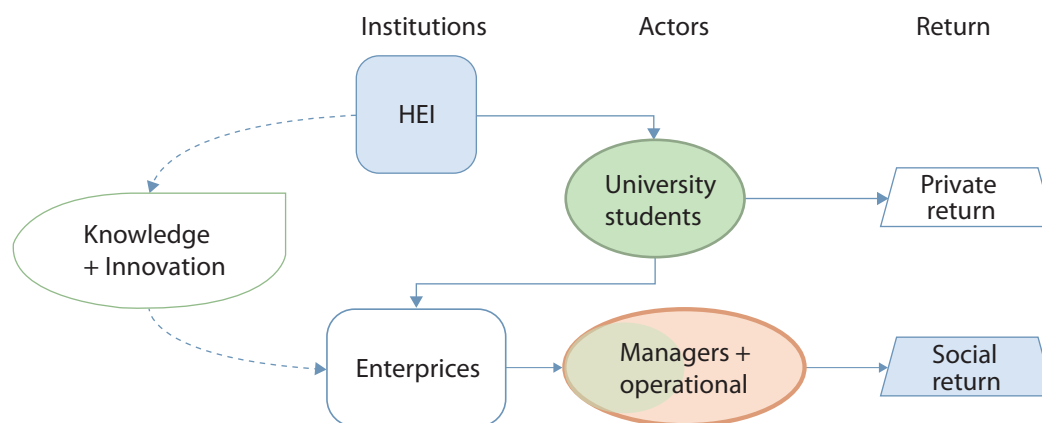 Institutions
Actors
Return
HEI
University
students
Private
return
Knowledge
+ Innovation
Enterprices
Managers +
operational
Social
return